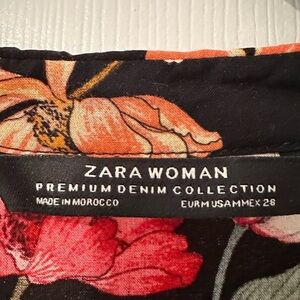 ZARA WOMAN
PREMIUM DENIM COLLECTION
MADE IN MOROCCO EUR M USA M MEX 28